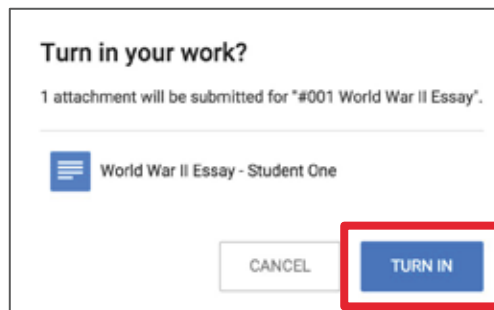 Turn in your work?
1 attachment will be submitted for "#001 World War II Essay".
World War II Essay - Student One
CANCEL
TURN IN